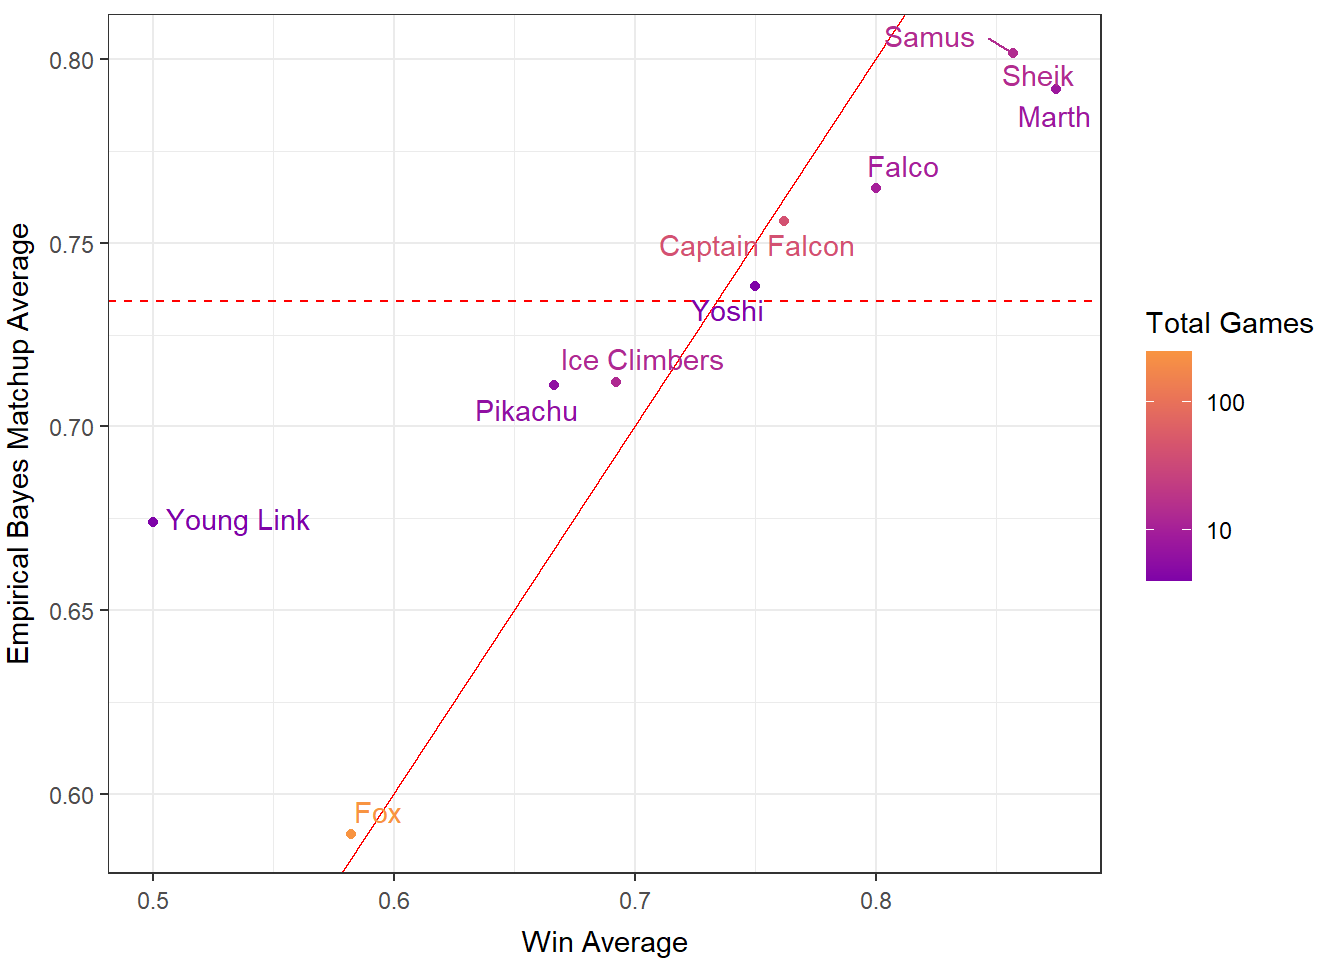 Samus
0.80
Sheik
Marth
Falco
0.75
Captain Falcon
Yoshi
Ice Climbers
Pikachu
0.70
Young Link
0.65
0.60
Fox
0.5
0.6
0.7
0.8
Win Average
Empirical Bayes Matchup Average
Total Games
100
10